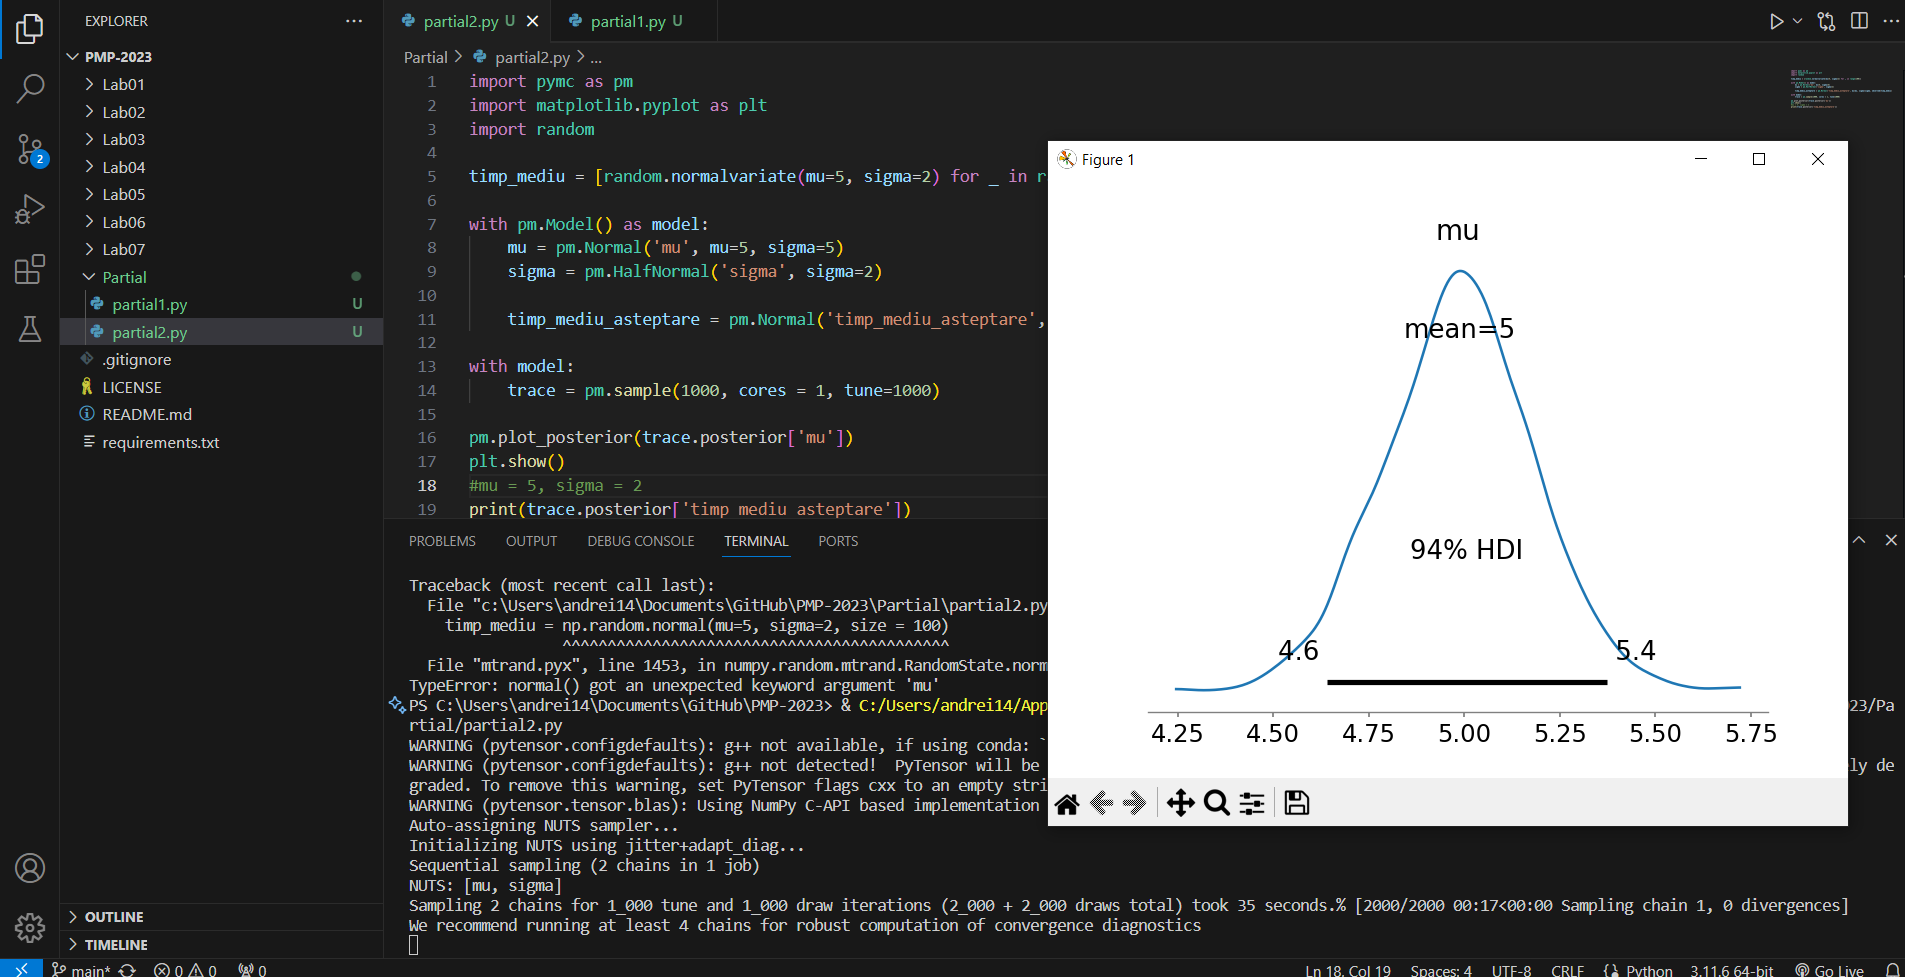 EXPLORER
PMP-2023
Lab01
Lab02
Lab03
Lab04
Lab05
Lab06
Lab07
Partial
partial1.py U
partial2.py U
.gitignore
LICENSE
README.md
requirements.txt
OUTLINE
TIMELINE
2
partial2.py U
partial1.py U
Partial > partial2.py > ...
1 import pymc as pm
2 import matplotlib.pyplot as plt
3 import random
4
5 timp_mediu = [random.normalvariate(mu=5, sigma=2) for _ in r
6
7 with pm.Model() as model:
8 mu = pm.Normal('mu', mu=5, sigma=5)
9 sigma = pm.HalfNormal('sigma', sigma=2)
10
11 timp_mediu_asteptare = pm.Normal('timp_mediu_asteptare',
12
13 with model:
14 trace = pm.sample(1000, cores = 1, tune=1000)
15
16 pm.plot_posterior(trace.posterior['mu'])
17 plt.show()
18 #mu = 5, sigma = 2
19 print(trace.posterior['timp mediu asteptare'])
PROBLEMS OUTPUT DEBUG CONSOLE TERMINAL PORTS
Traceback (most recent call last):
File "c:\Users\andrei14\Documents\GitHub\PMP-2023\Partial\partial2.py
timp_mediu = np.random.normal(mu=5, sigma=2, size = 100)
^^^^^^^^^^^^^^^^^^^^^^^^^^^^^^^^^^^^^^^^^^^
File "mtrand.pyx", line 1453, in numpy.random.mtrand.RandomState.norm
TypeError: normal() got an unexpected keyword argument 'mu'
PS C:\Users\andrei14\Documents\GitHub\PMP-2023> & C:/Users/andrei14/App 23/Pa
rtial/partial2.py
WARNING (pytensor.configdefaults): g++ not available, if using conda: `
WARNING (pytensor.configdefaults): g++ not detected!  PyTensor will be ly de
graded. To remove this warning, set PyTensor flags cxx to an empty stri
WARNING (pytensor.tensor.blas): Using NumPy C-API based implementation
Auto-assigning NUTS sampler...
Initializing NUTS using jitter+adapt_diag...
Sequential sampling (2 chains in 1 job)
NUTS: [mu, sigma]
Sampling 2 chains for 1_000 tune and 1_000 draw iterations (2_000 + 2_000 draws total) took 35 seconds.% [2000/2000 00:17<00:00 Sampling chain 1, 0 divergences]
We recommend running at least 4 chains for robust computation of convergence diagnostics
Figure 1
mu
mean=5
94% HDI
4.6 5.4
4.25 4.50 4.75 5.00 5.25 5.50 5.75
main* 0 0 0 Ln 18, Col 19 Spaces: 4 UTF-8 CRLF Python 3.11.6 64-bit Go Live